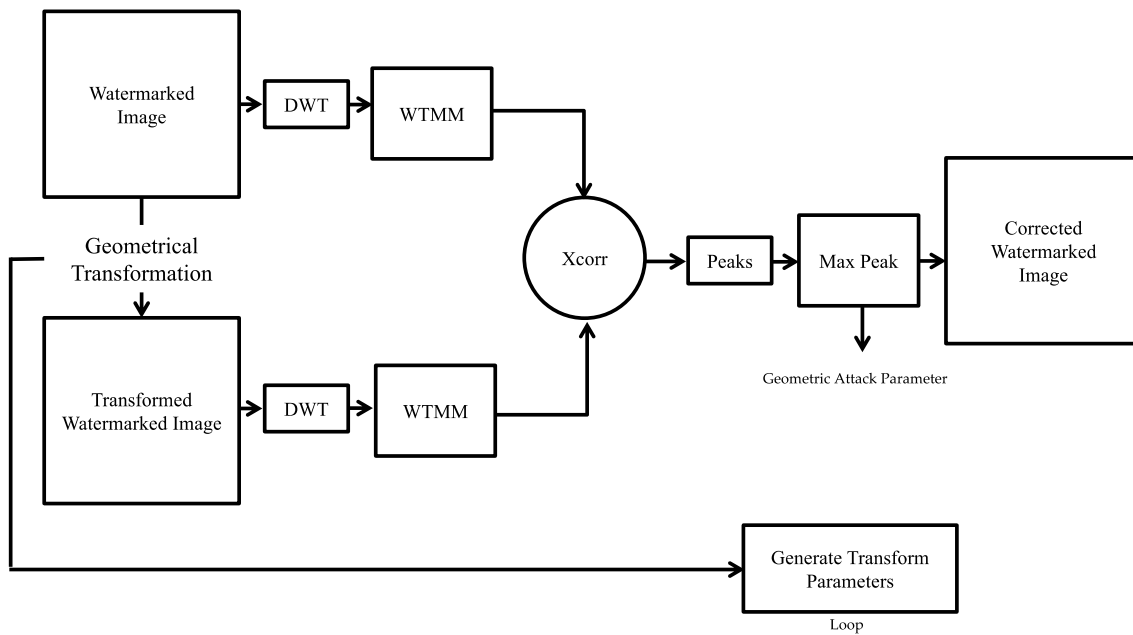 Watermarked
Image
DWT
WTMM
Geometrical
Transformation
Transformed
Watermarked Image
DWT
WTMM
Xcorr
Peaks
Max Peak
Geometric Attack Parameter
Corrected
Watermarked
Image
Generate Transform
Parameters
Loop